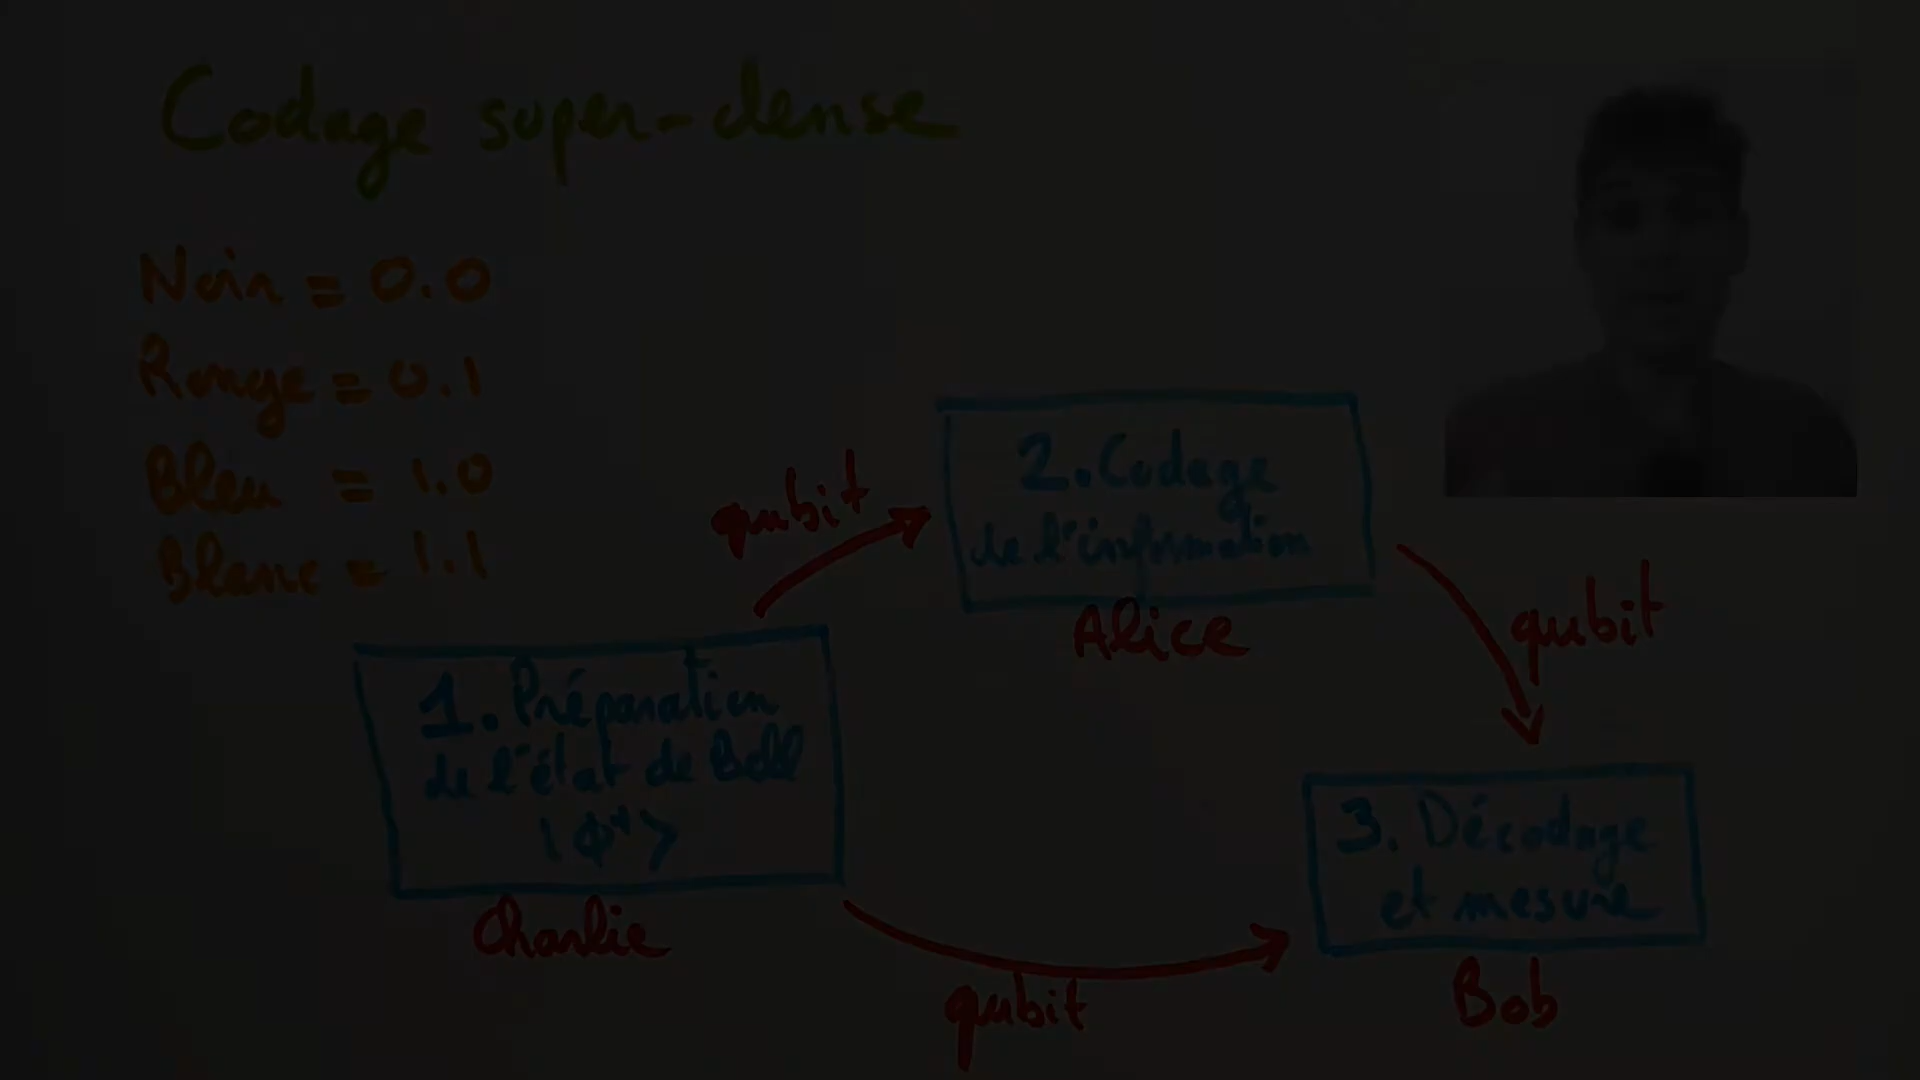 Codage super-dense
Noir = 0.0
Rouge = 0.1
Bleu = 1.0
Blanc = 1.1
qubit
2. Codage
de l'information
Alice
qubit
1. Préparation
de l'état de Bell
|ϕ+>
Charlie
qubit
3. Décodage
et mesure
Bob